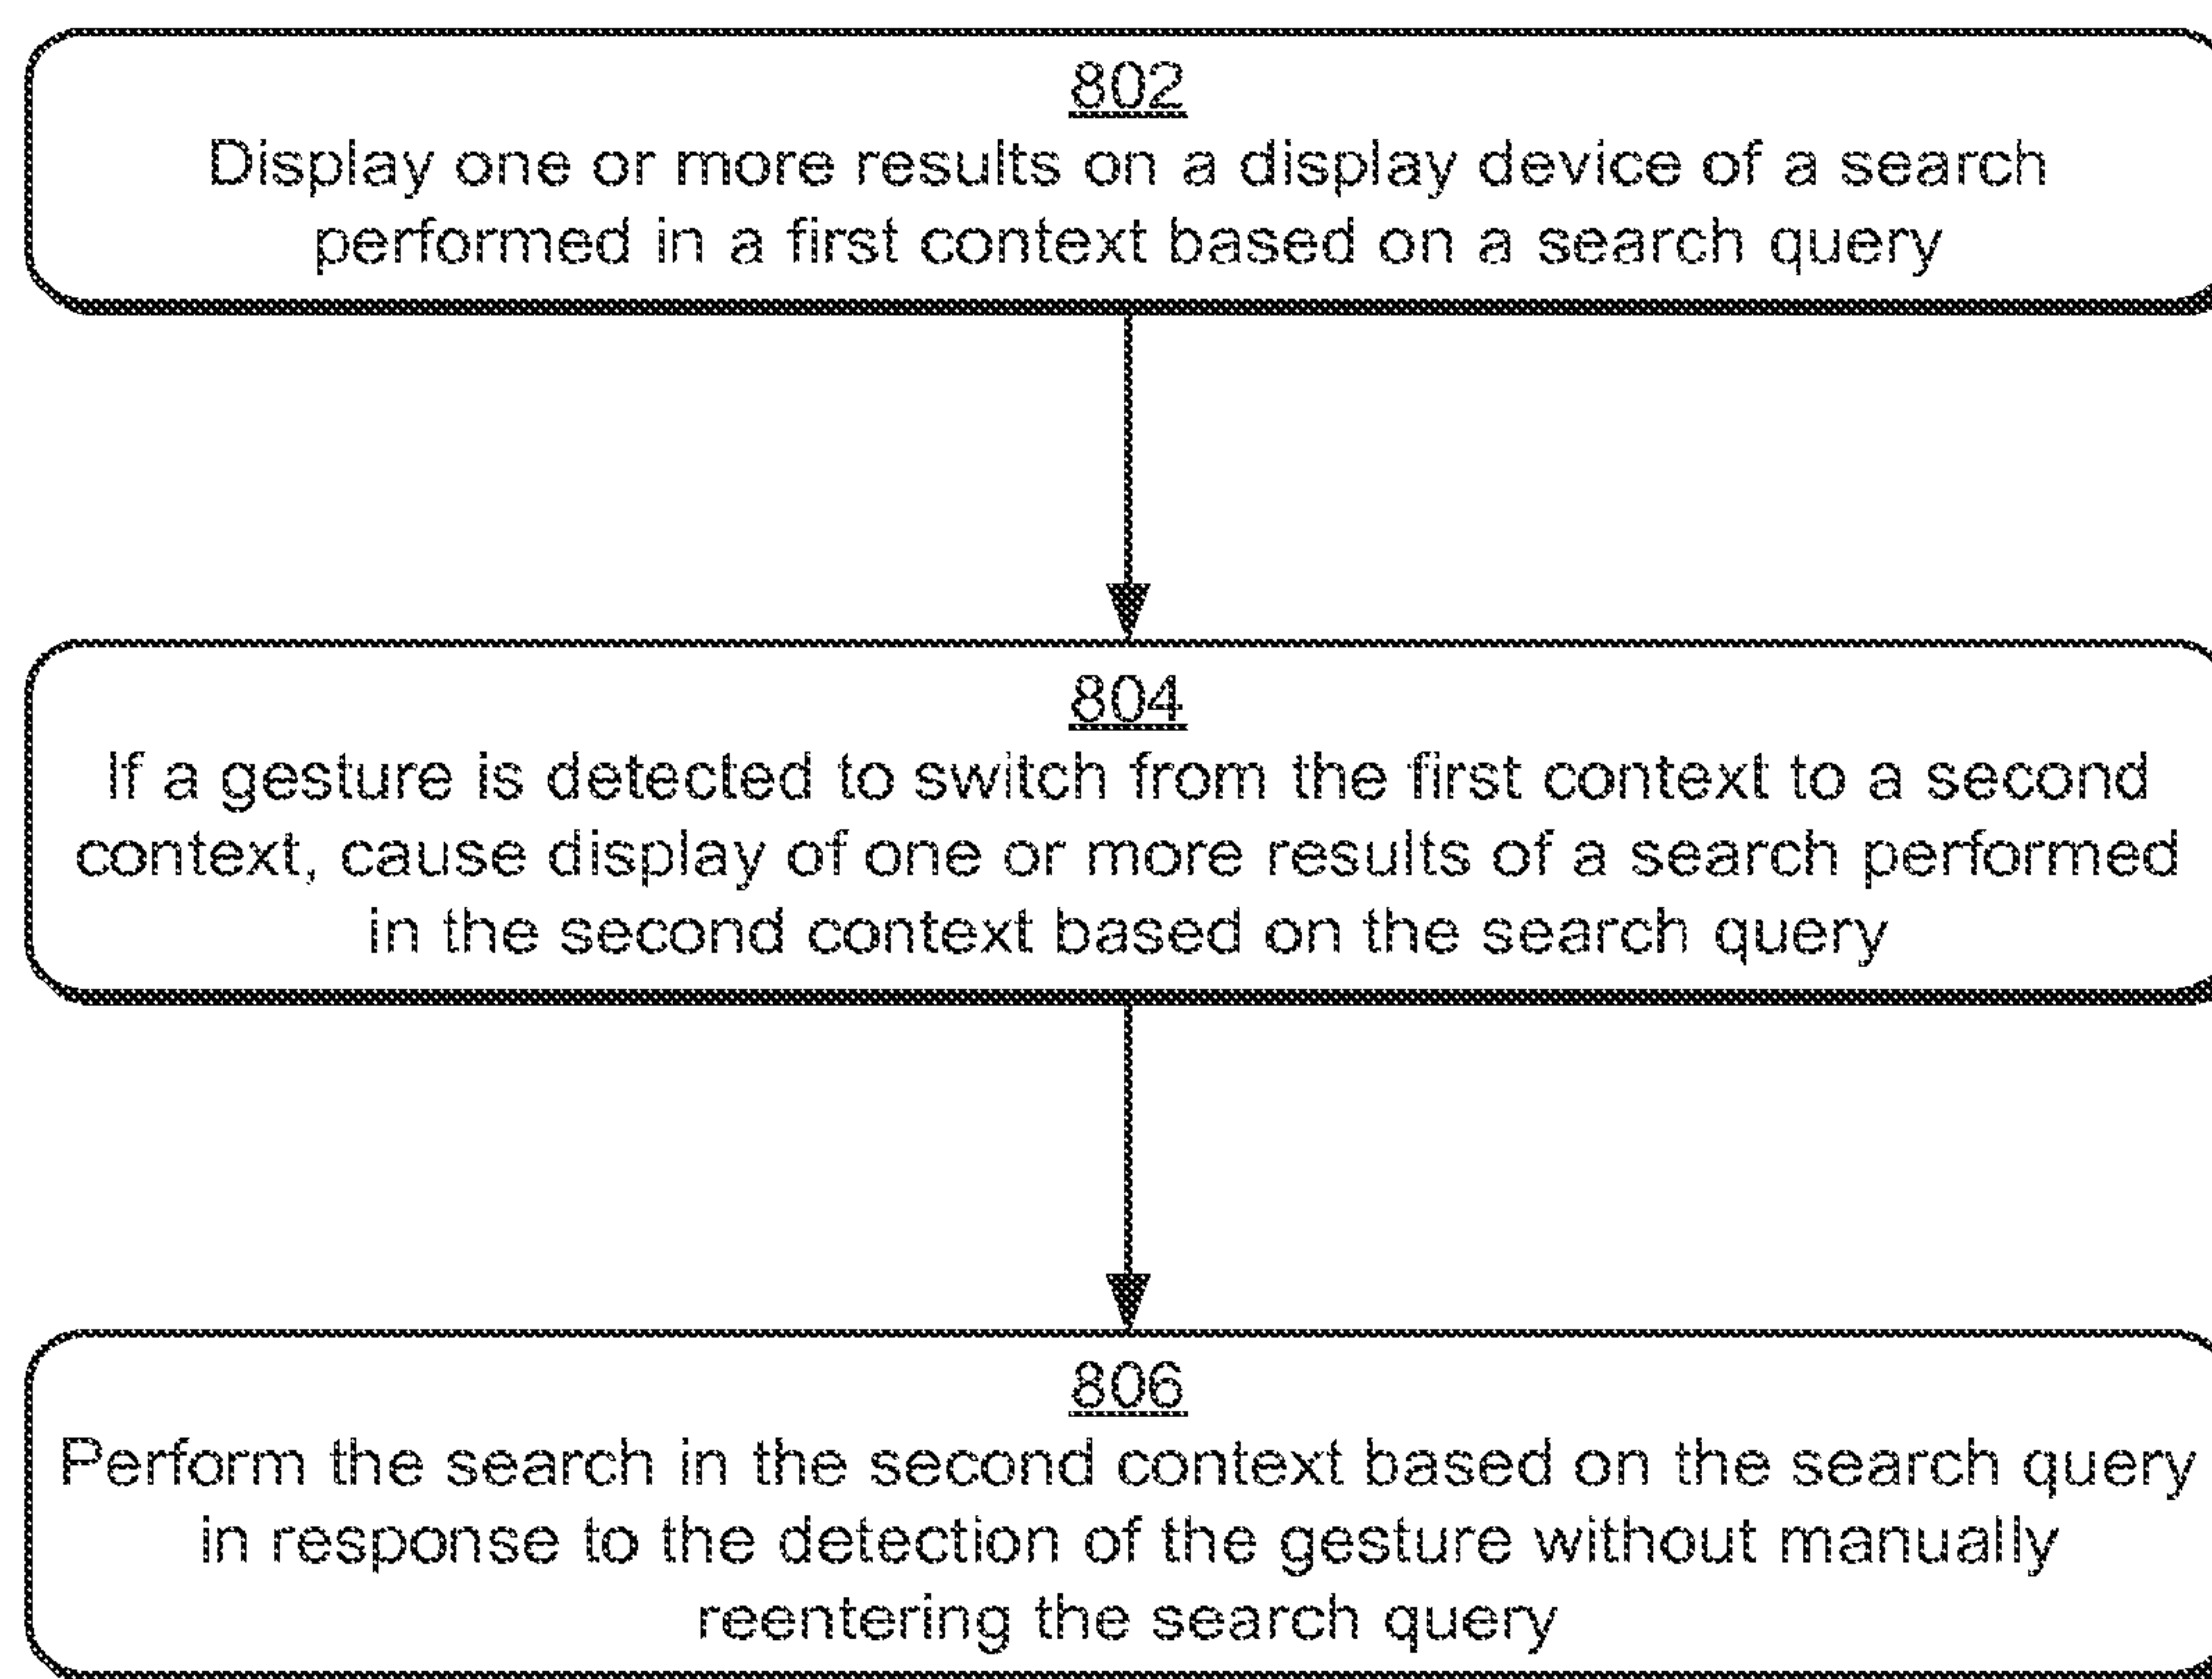 802
Display one or more results on a display device of a search
performed in a first context based on a search query
804
If a gesture is detected to switch from the first context to a second
context, cause display of one or more results of a search performed
in the second context based on the search query
806
Perform the search in the second context based on the search query
in response to the detection of the gesture without manually
reentering the search query